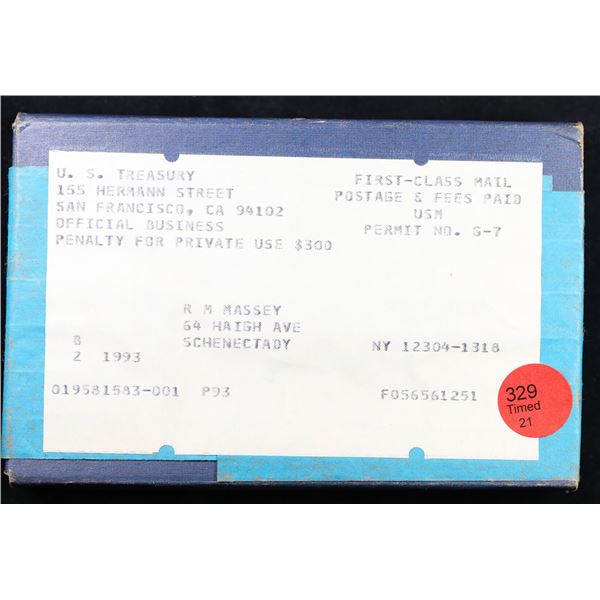 U. S. TREASURY
155 HERMANN STREET
SAN FRANCISCO, CA 94102
OFFICIAL BUSINESS
PENALTY FOR PRIVATE USE $300
FIRST-CLASS MAIL
POSTAGE & FEES PAID
USM
PERMIT NO. G-7
R M MASSEY
64 HAIGH AVE
SCHENECTADY NY 12304-1318
B
2 1993
019581583-001 P93 F056561251
329
Timed
21